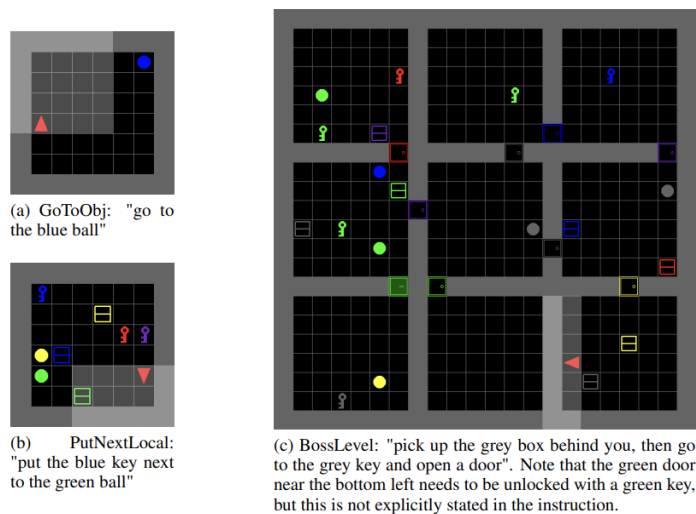 (a) GoToObj: "go to
the blue ball"
(b) PutNextLocal:
"put the blue key next
to the green ball"
(c) BossLevel: "pick up the grey box behind you, then go
to the grey key and open a door". Note that the green door
near the bottom left needs to be unlocked with a green key,
but this is not explicitly stated in the instruction.